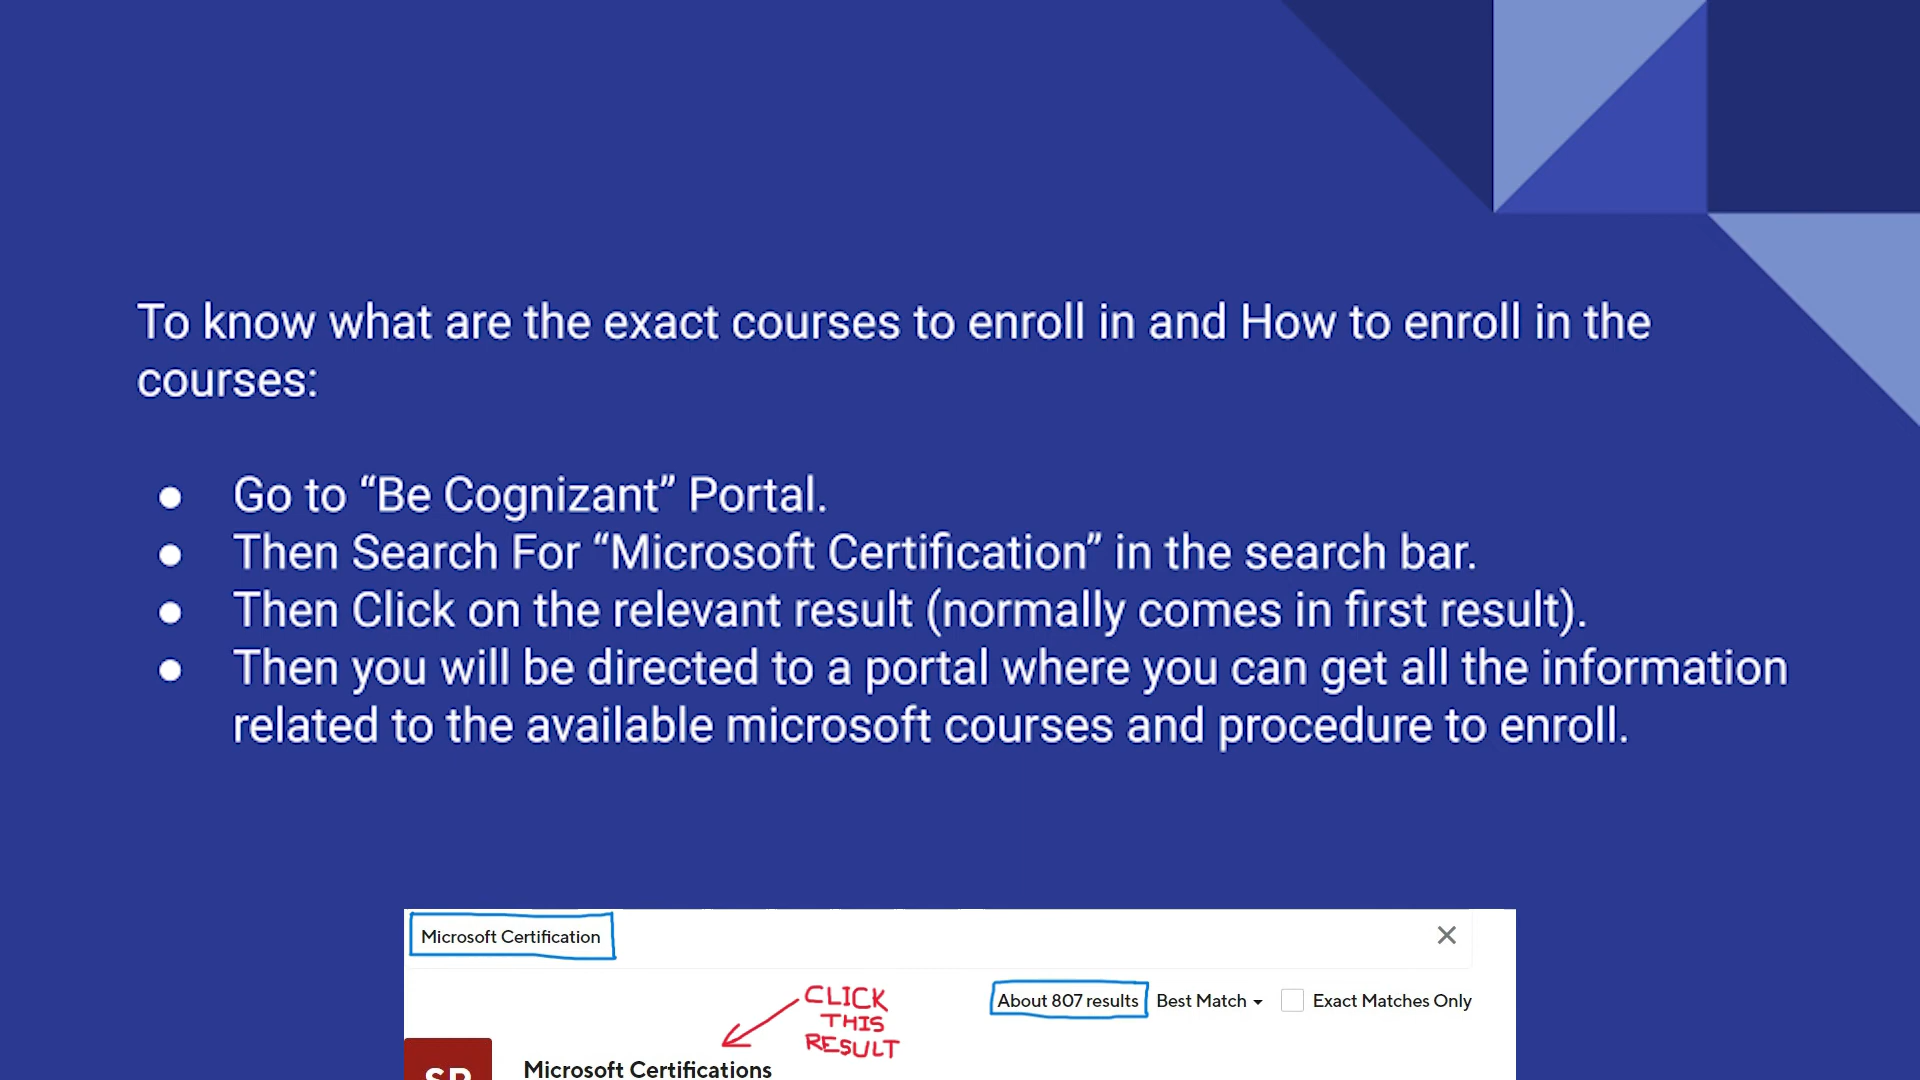 To know what are the exact courses to enroll in and How to enroll in the
courses:
● Go to “Be Cognizant” Portal.
● Then Search For “Microsoft Certification” in the search bar.
● Then Click on the relevant result (normally comes in first result).
● Then you will be directed to a portal where you can get all the information
related to the available microsoft courses and procedure to enroll.
Microsoft Certification
About 807 results Best Match Exact Matches Only
CLICK
THIS
RESULT
Microsoft Certifications